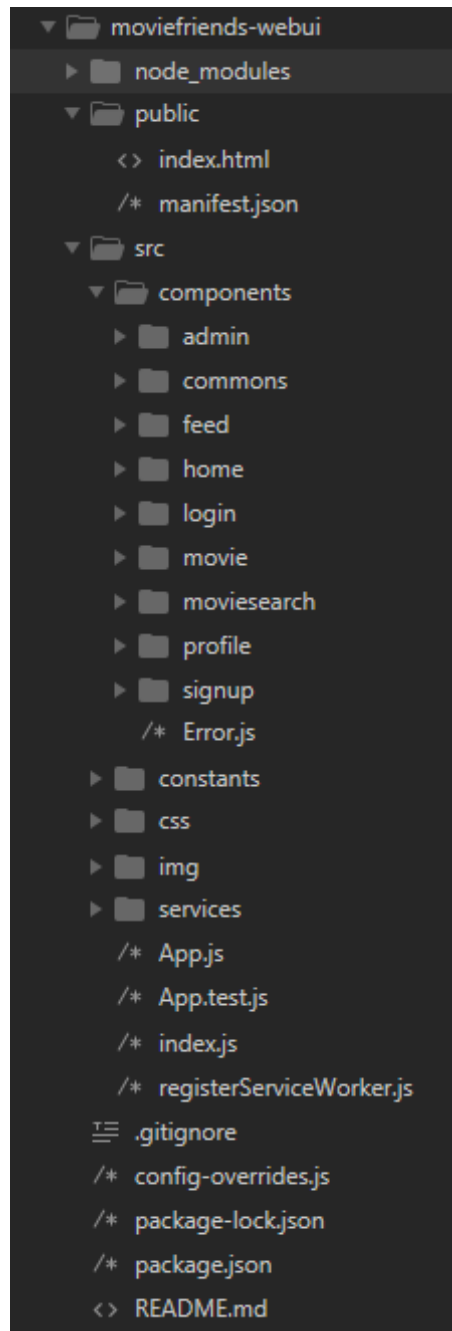 moviefriends-webui
node_modules
public
<> index.html
/* manifest.json
src
components
admin
commons
feed
home
login
movie
moviesearch
profile
signup
/* Error.js
constants
css
img
services
/* App.js
/* App.test.js
/* index.js
/* registerServiceWorker.js
.gitignore
/* config-overrides.js
/* package-lock.json
/* package.json
<> README.md